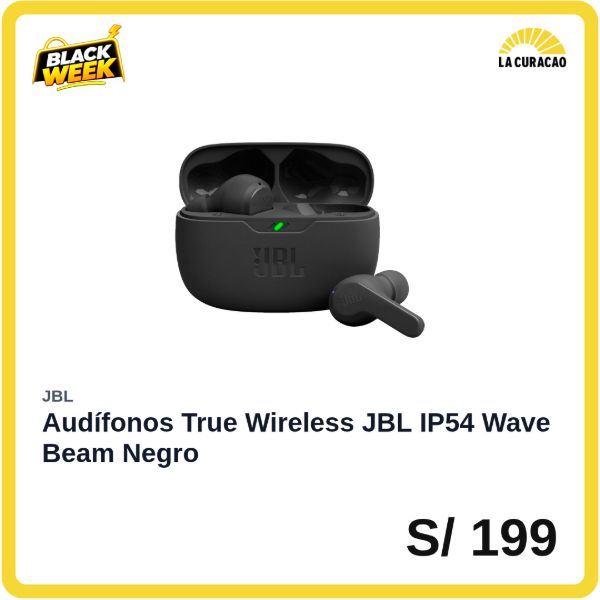 BLACK
WEEK
LA CURACAO
JBL
JBL
JBL
Audífonos True Wireless JBL IP54 Wave
Beam Negro
S/ 199